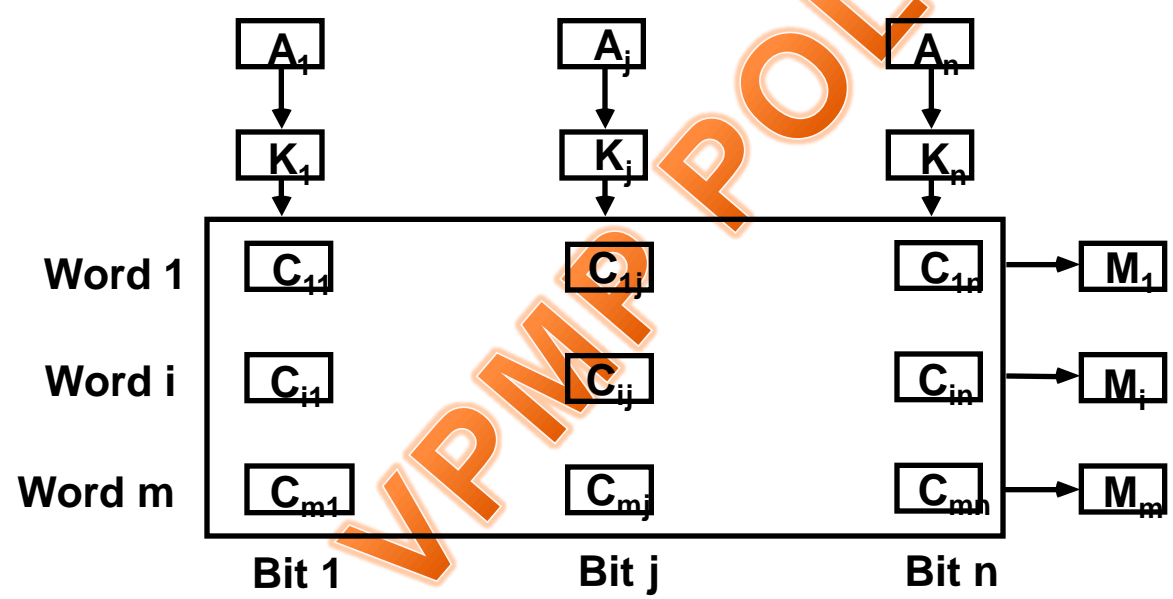 A₁ Aⱼ Aₙ
K₁ Kⱼ Kₙ
Word 1 C₁₁ C₁ⱼ C₁ₙ M₁
Word i Cᵢ₁ Cᵢⱼ Cᵢₙ Mᵢ
Word m Cₘ₁ Cₘⱼ Cₘₙ Mₘ
Bit 1 Bit j Bit n
VPMP POL